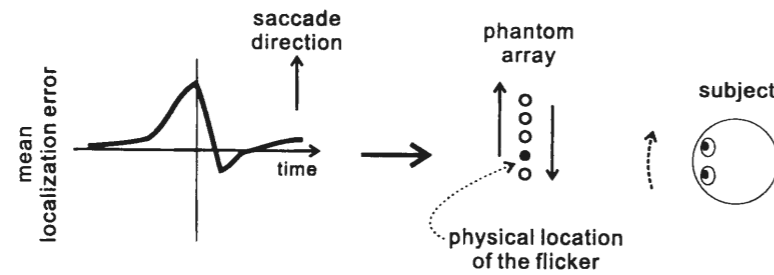 saccade
direction
mean
localization error
time
phantom
array
subject
physical location
of the flicker